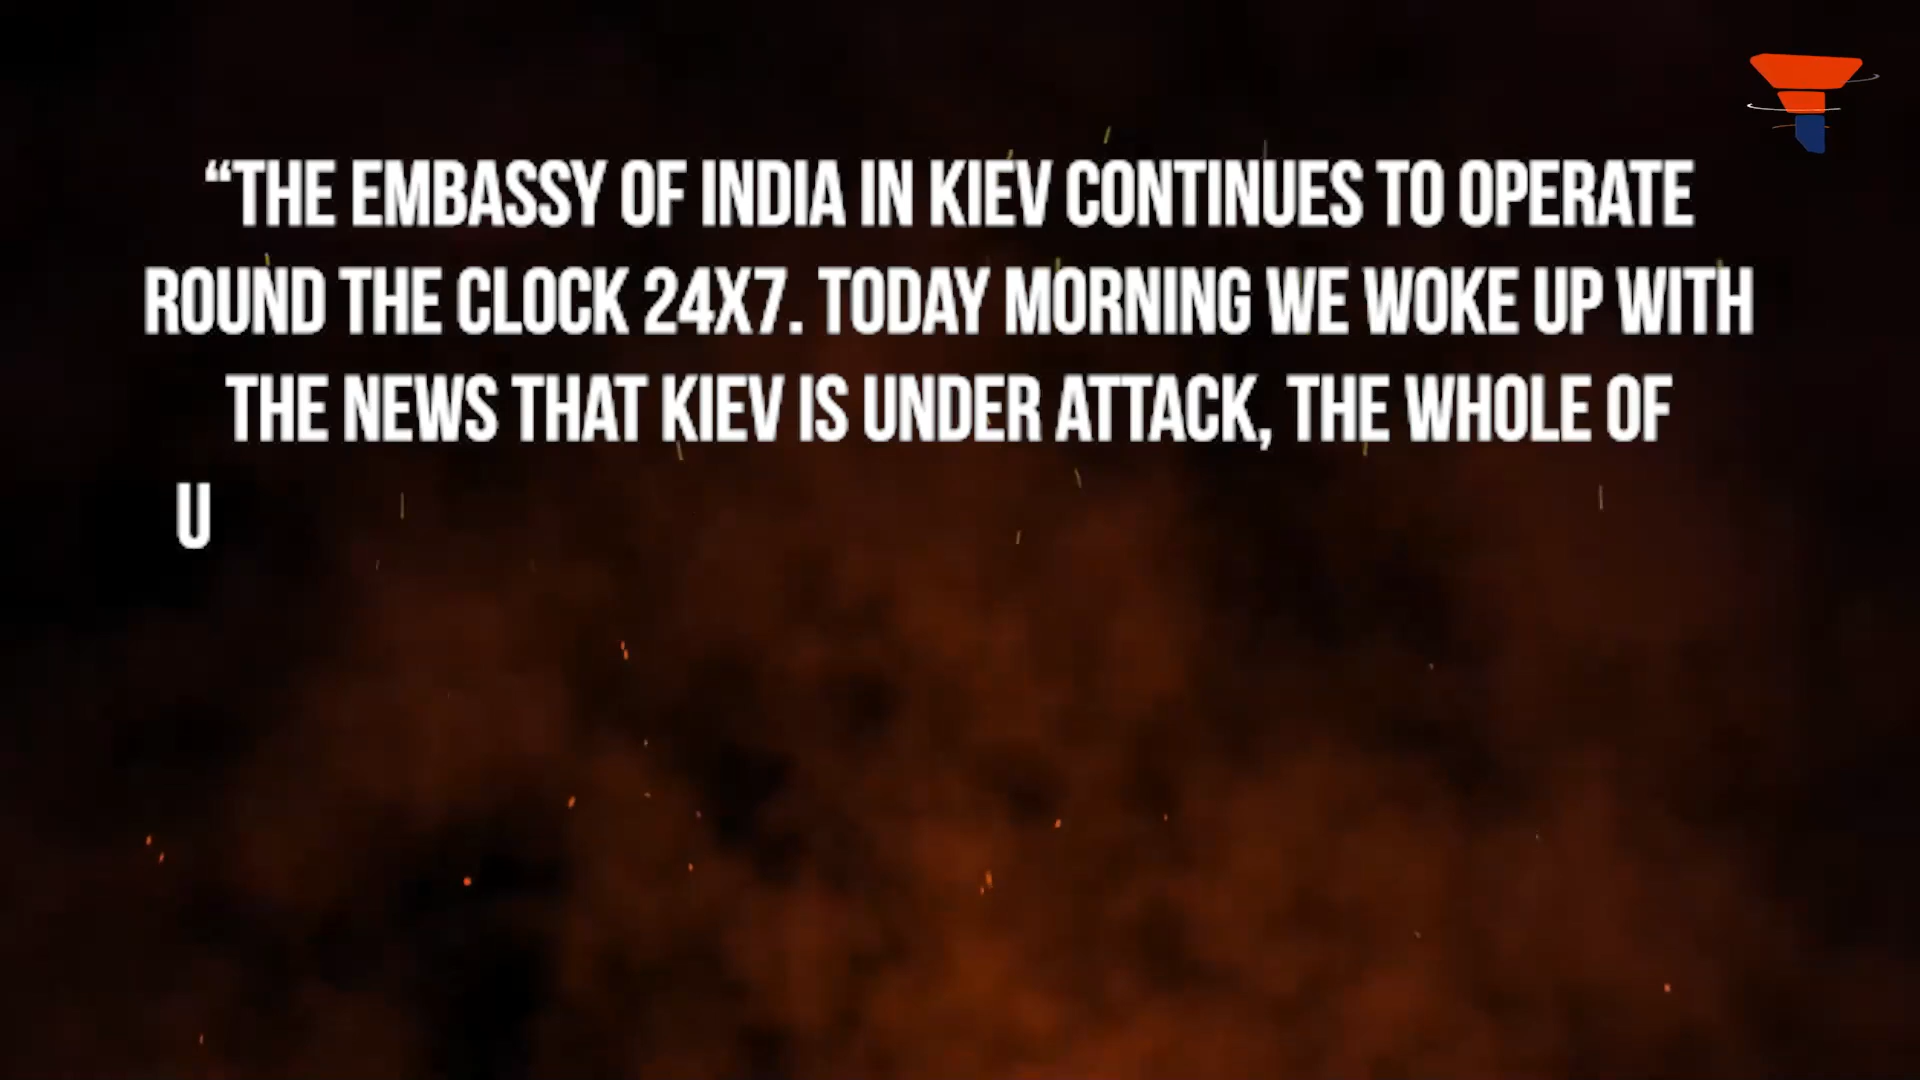 “THE EMBASSY OF INDIA IN KIEV CONTINUES TO OPERATE
ROUND THE CLOCK 24X7. TODAY MORNING WE WOKE UP WITH
THE NEWS THAT KIEV IS UNDER ATTACK, THE WHOLE OF
U